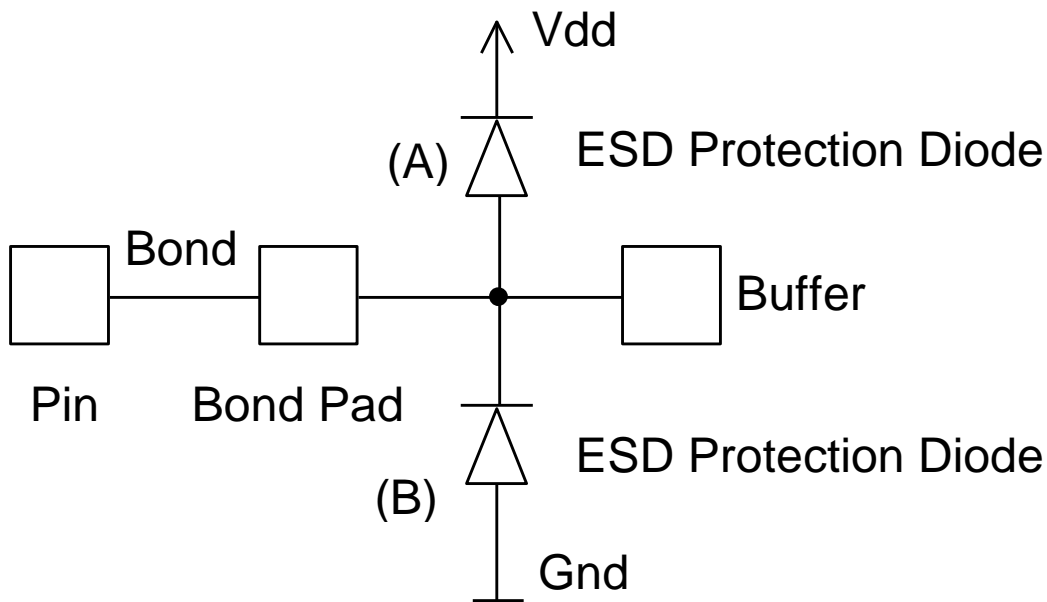 Vdd
(A)
ESD Protection Diode
Bond
Buffer
Pin
Bond Pad
ESD Protection Diode
(B)
Gnd